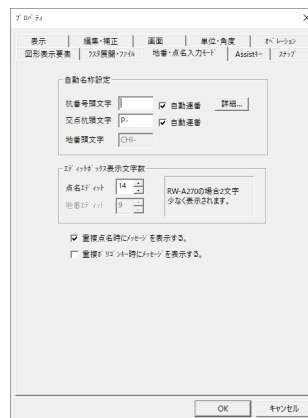 プロパティ
表示 編集・補正 画面 単位・角度 オペレーション
図形表示要素 ラスタ展開・ファイル 地番・点名入力モード Assistキー スナップ
自動名称設定
杭番号頭文字 自動連番 詳細...
交点杭頭文字 P- 自動連番
地番頭文字 CHI-
エディットボックス表示文字数
点名エディット 14 RW-A270の場合2文字
地番エディット 9 少なく表示されます。
重複点名時にメッセージを表示する。
重複ポリゴンキー時にメッセージを表示する。
OK キャンセル